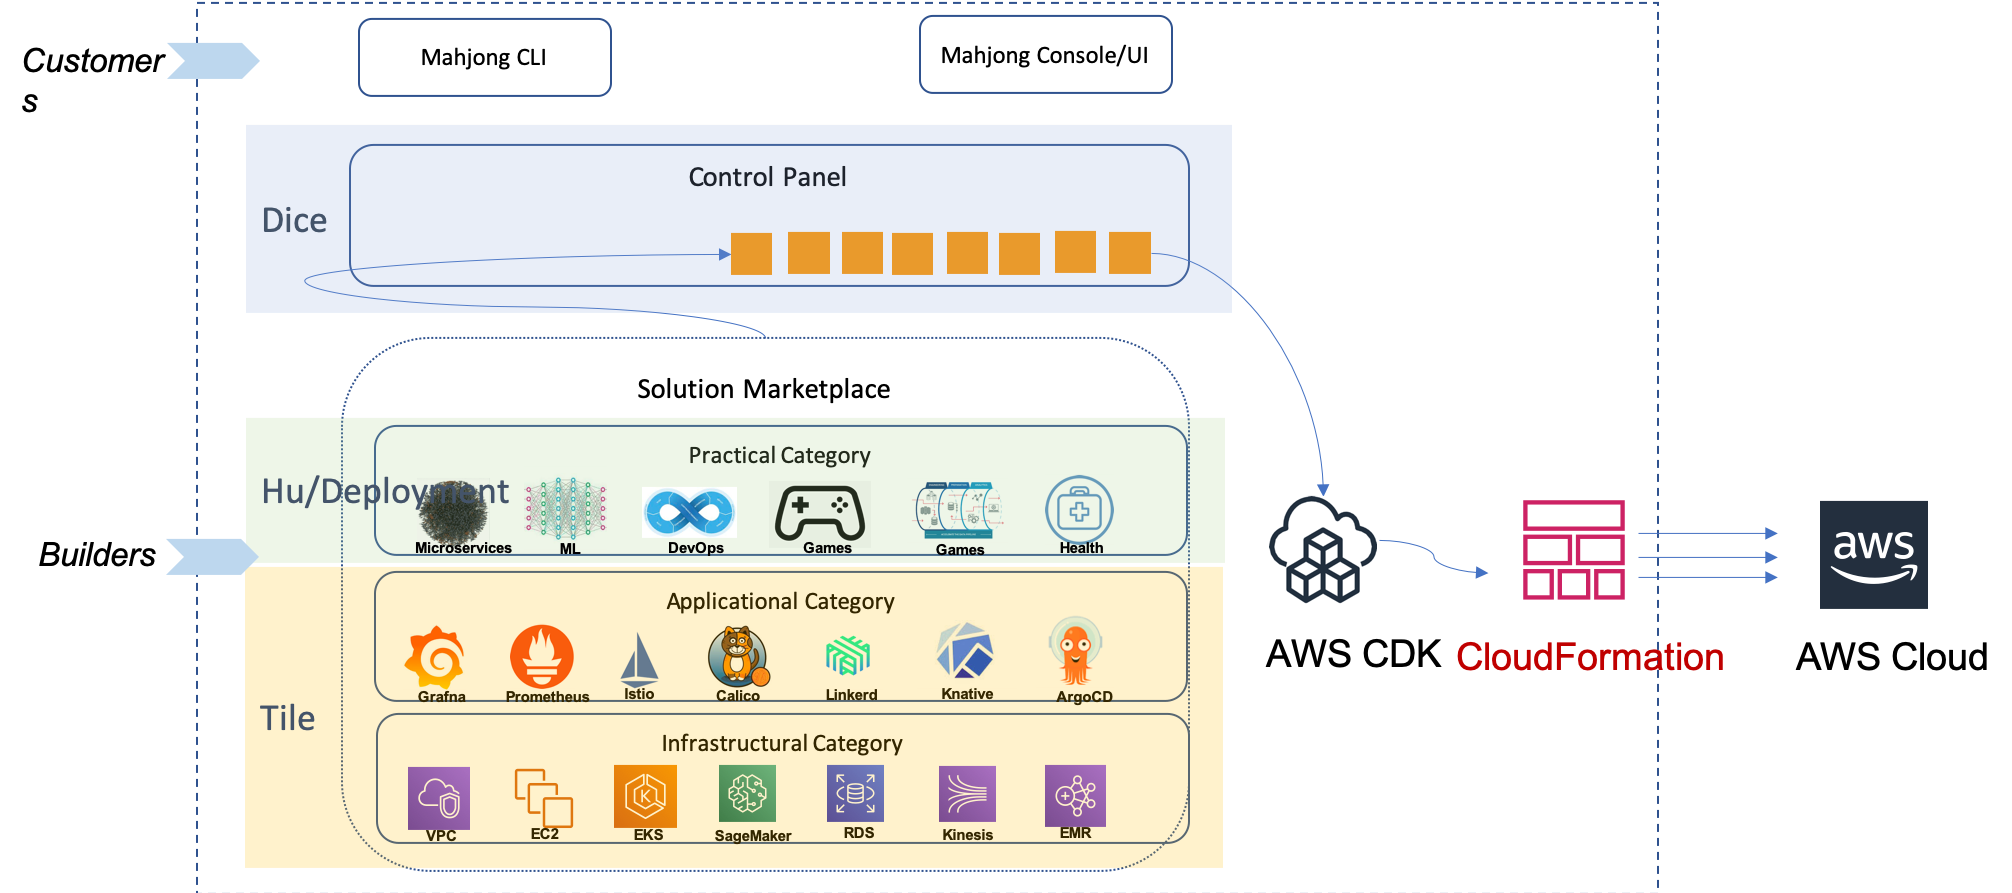 Customer
s
Mahjong CLI
Mahjong Console/UI
Control Panel
Dice
Solution Marketplace
Practical Category
Hu/Deployment
Microservices
ML
DevOps
Games
Games
Health
Builders
Applicational Category
Grafna
Prometheus
Istio
Calico
Linkerd
Knative
ArgoCD
Tile
Infrastructural Category
VPC
EC2
EKS
SageMaker
RDS
Kinesis
EMR
AWS CDK
CloudFormation
aws
AWS Cloud